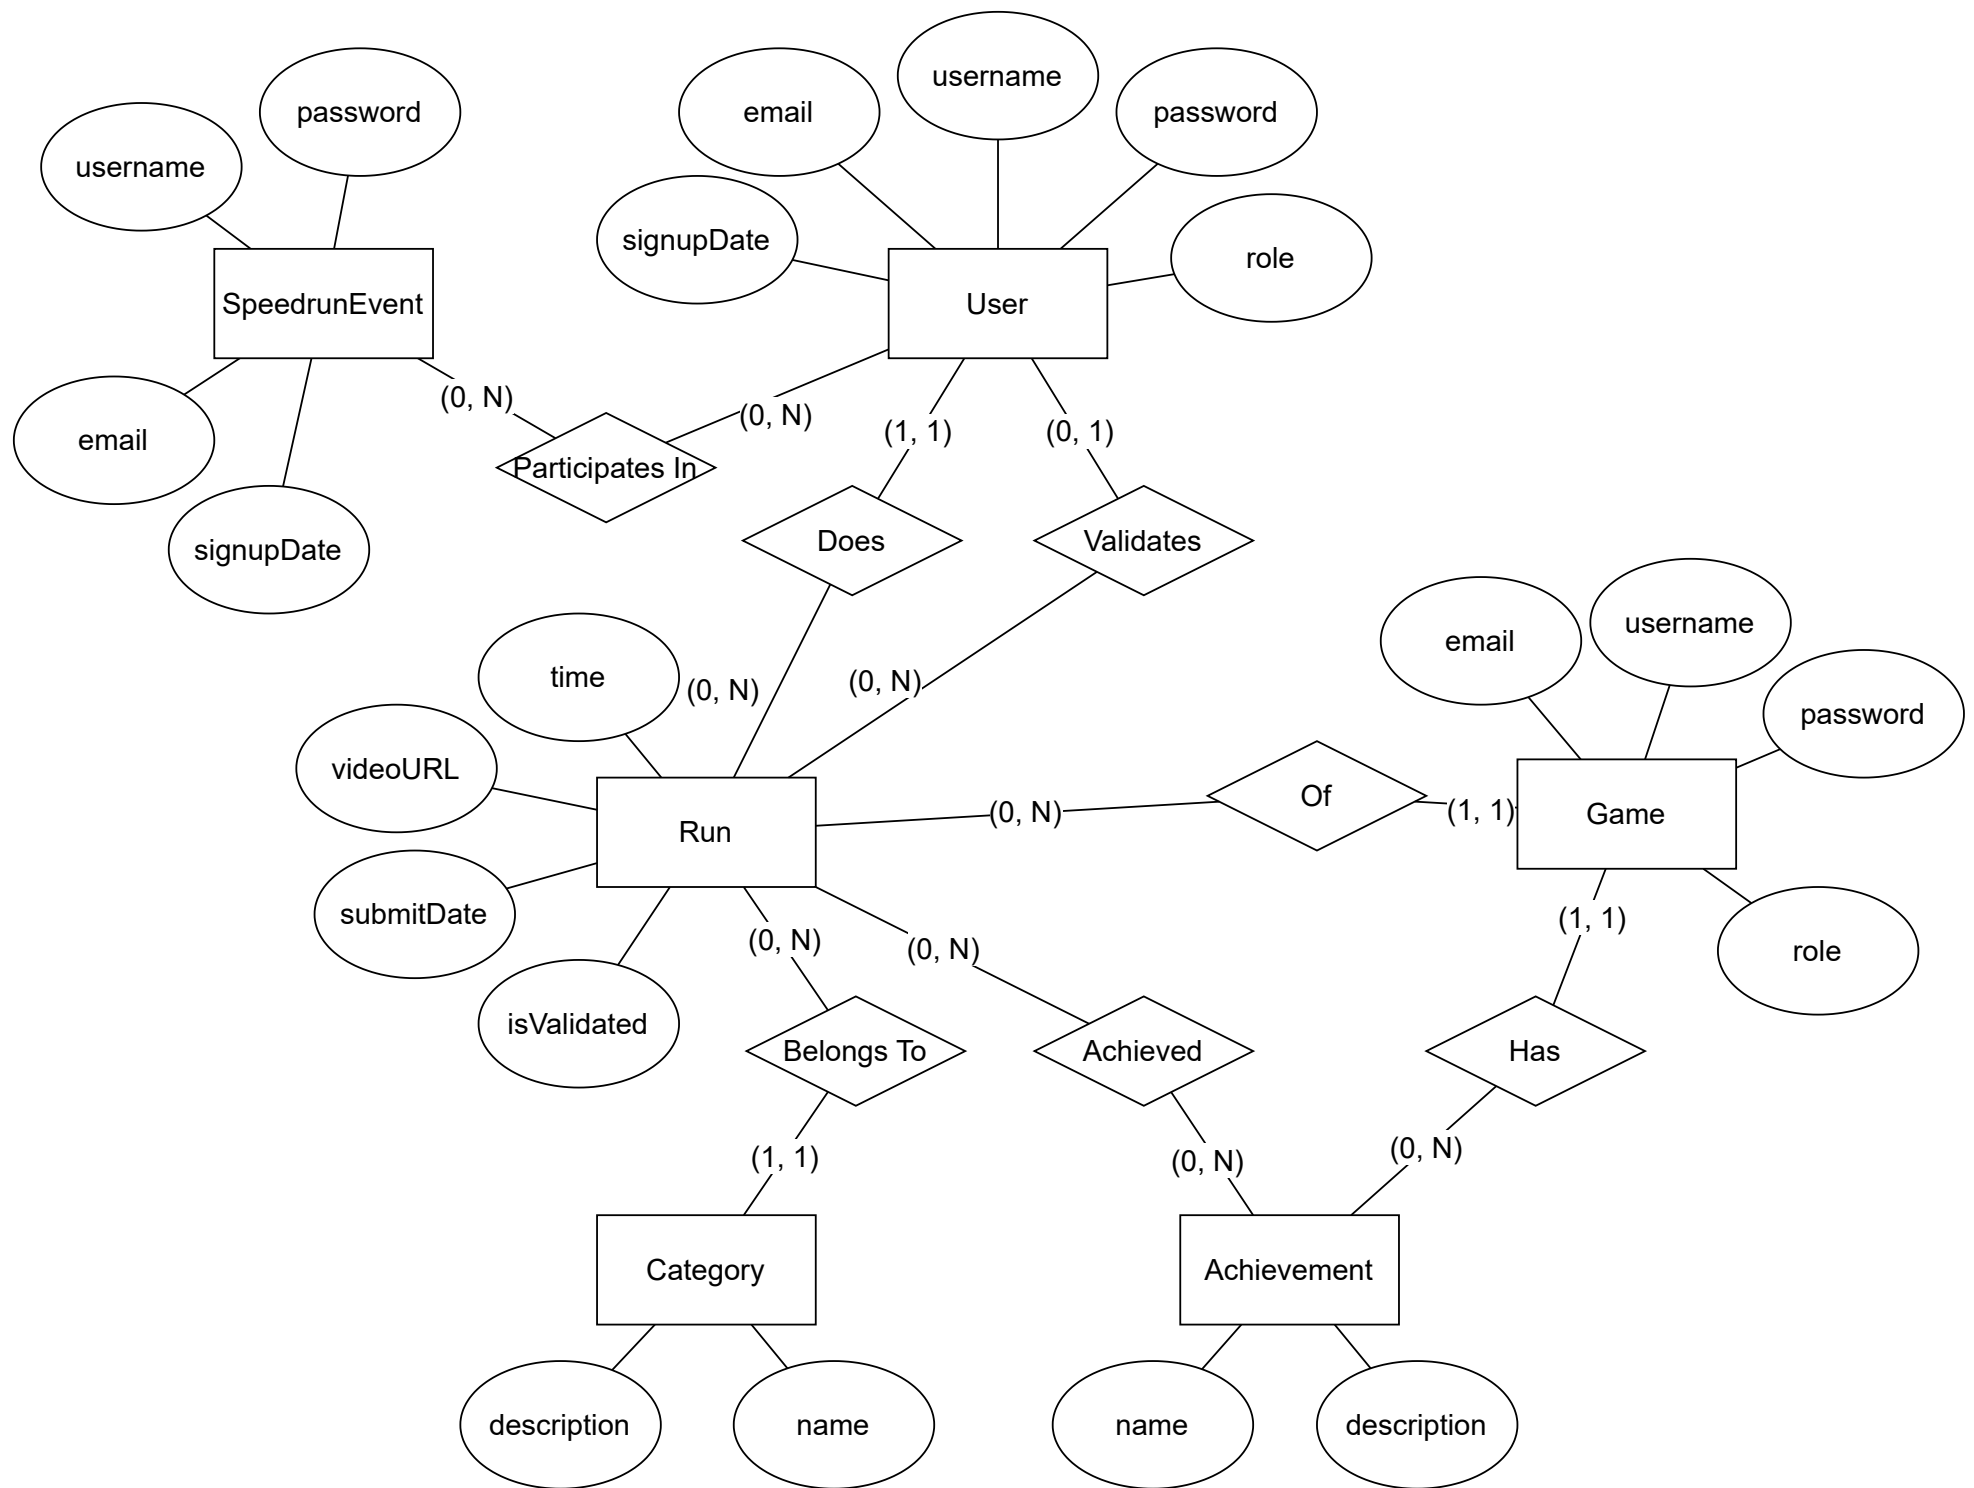 username
password
email
username
password
signupDate
role
SpeedrunEvent
User
(0, N)
(0, N)
(1, 1)
(0, 1)
email
Participates In
signupDate
Does
Validates
email
username
time
(0, N)
(0, N)
password
videoURL
Run
(0, N)
Of
(1, 1)
Game
submitDate
(0, N)
(0, N)
(1, 1)
role
isValidated
Belongs To
Achieved
Has
(1, 1)
(0, N)
(0, N)
Category
Achievement
description
name
name
description